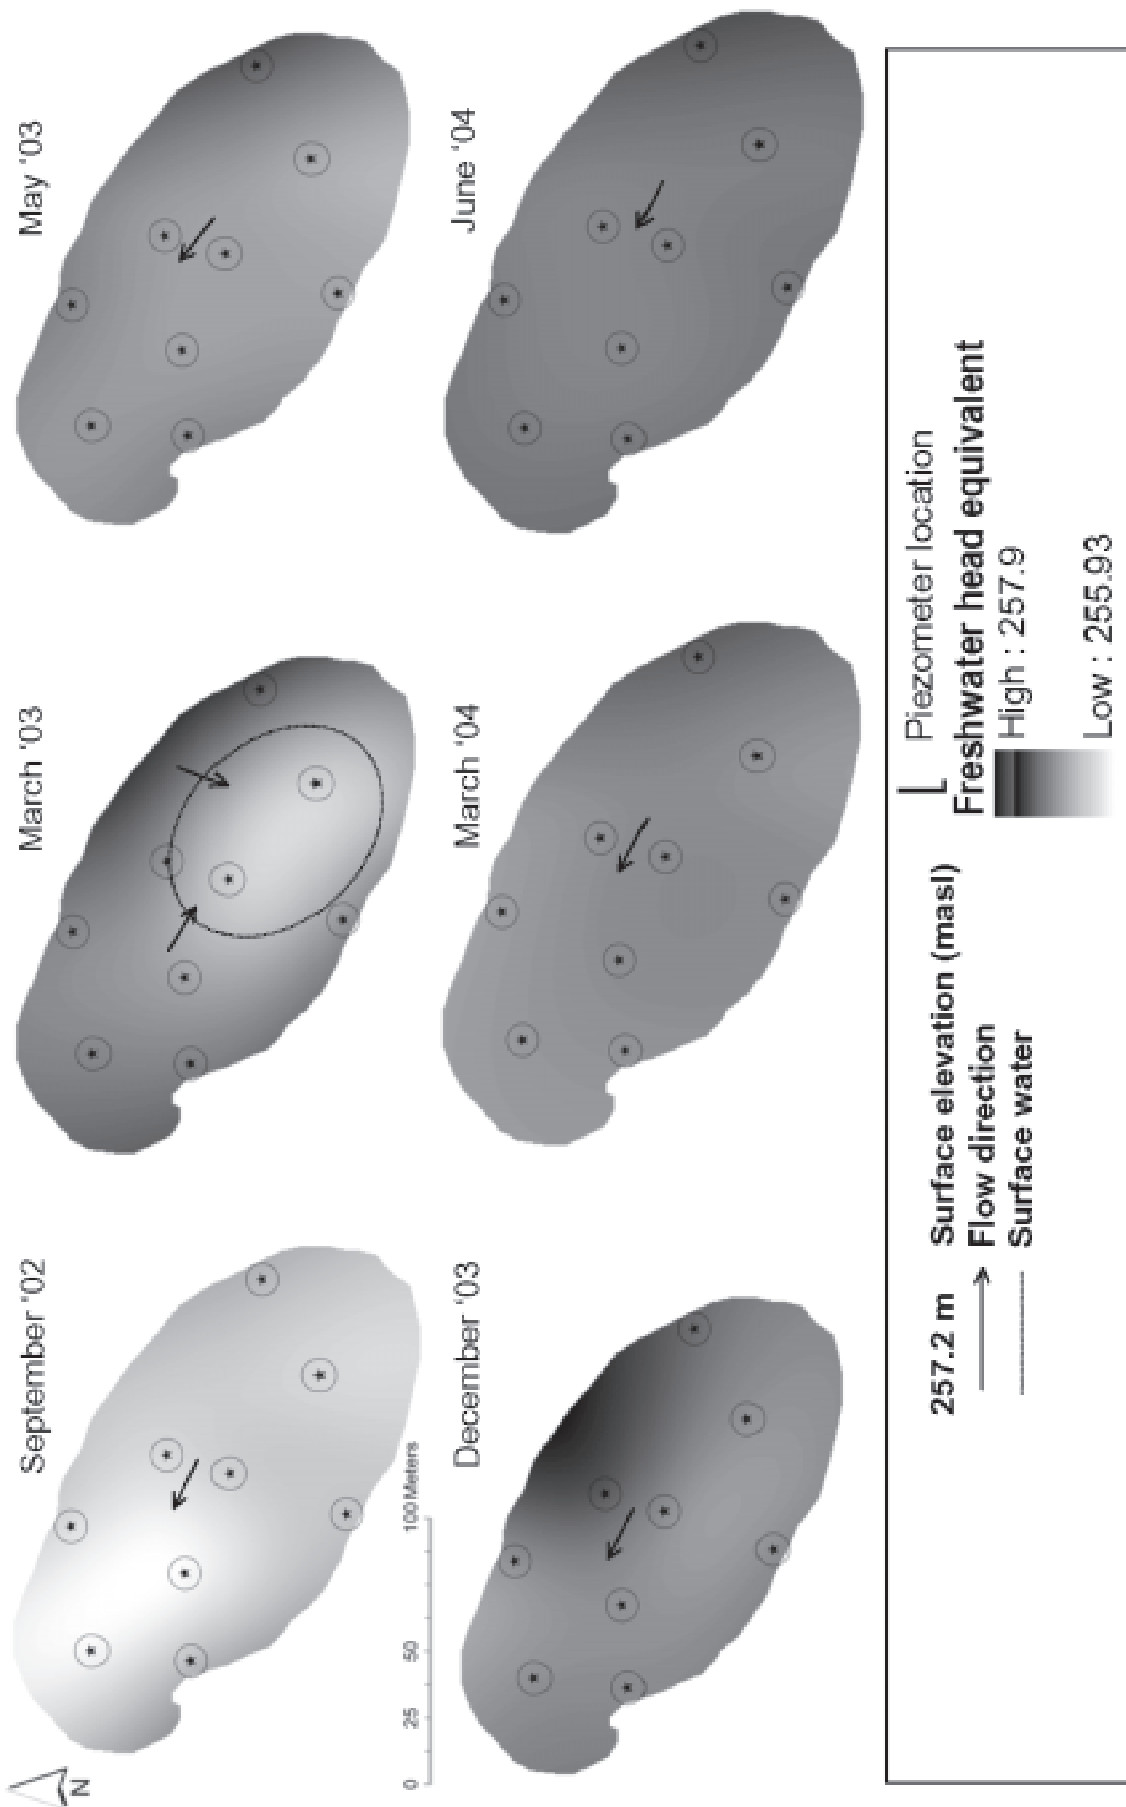 September '02
March '03
May '03
December '03
March '04
June '04
N
0 25 50 100 Meters
257.2 m Surface elevation (masl)
Flow direction
Surface water
Piezometer location
Freshwater head equivalent
High : 257.9
Low : 255.93